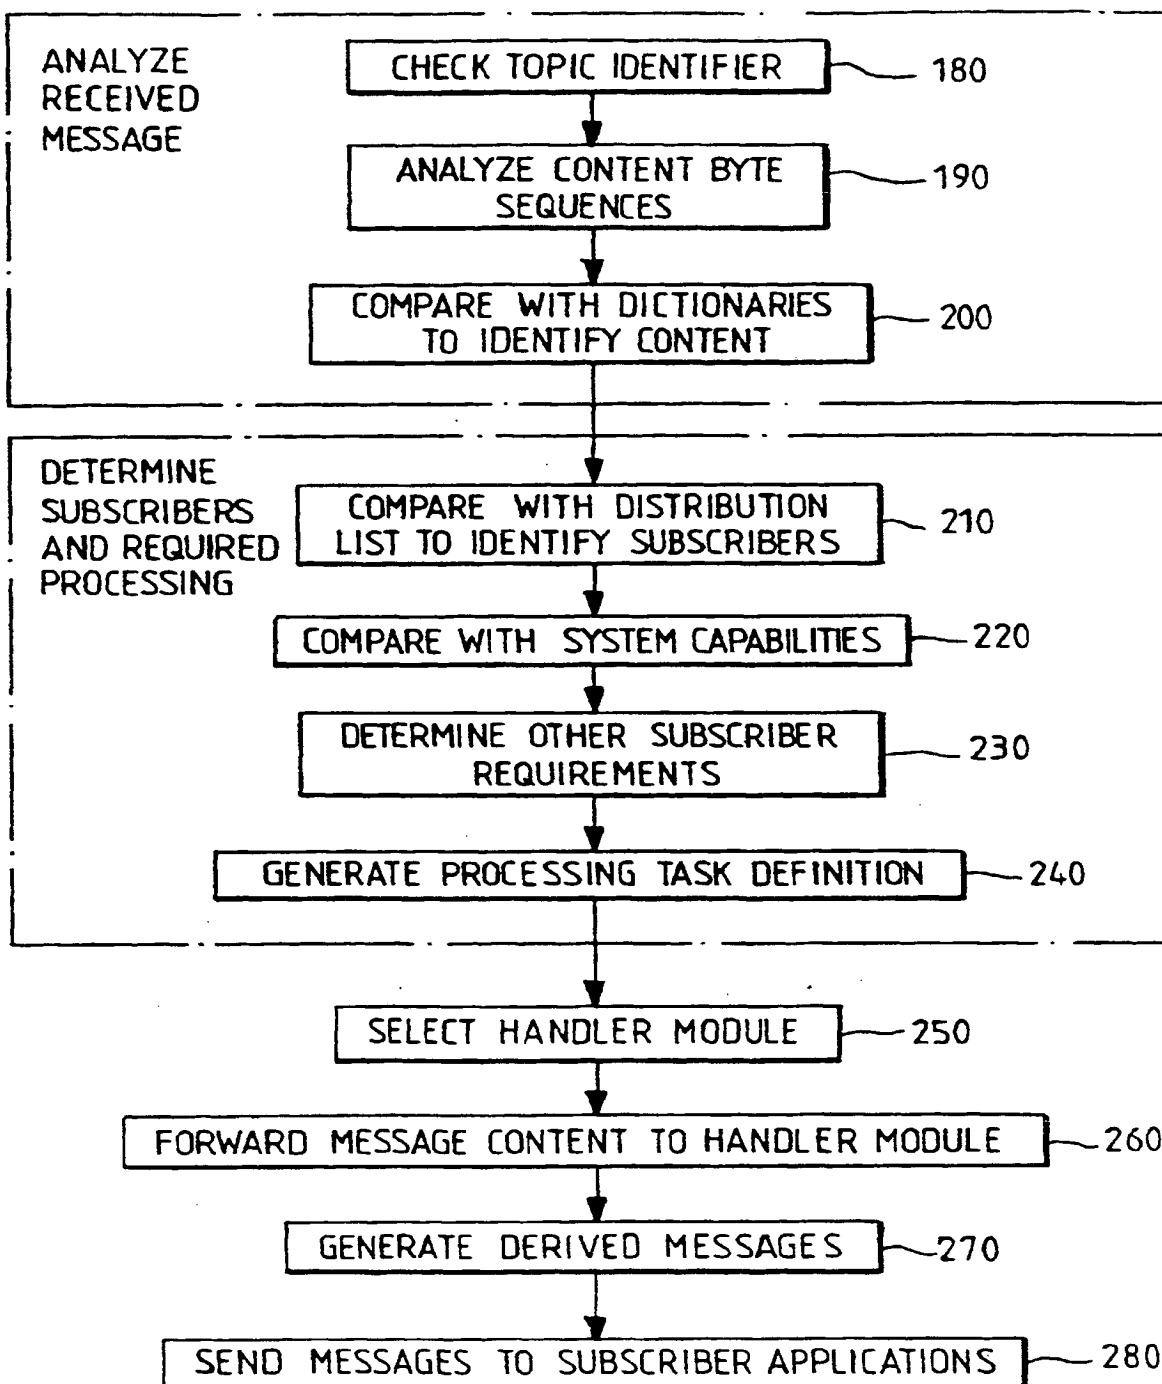 ANALYZE
RECEIVED
MESSAGE
CHECK TOPIC IDENTIFIER
180
ANALYZE CONTENT BYTE
SEQUENCES
190
COMPARE WITH DICTIONARIES
TO IDENTIFY CONTENT
200
DETERMINE
SUBSCRIBERS
AND REQUIRED
PROCESSING
COMPARE WITH DISTRIBUTION
LIST TO IDENTIFY SUBSCRIBERS
210
COMPARE WITH SYSTEM CAPABILITIES
220
DETERMINE OTHER SUBSCRIBER
REQUIREMENTS
230
GENERATE PROCESSING TASK DEFINITION
240
SELECT HANDLER MODULE
250
FORWARD MESSAGE CONTENT TO HANDLER MODULE
260
GENERATE DERIVED MESSAGES
270
SEND MESSAGES TO SUBSCRIBER APPLICATIONS
280